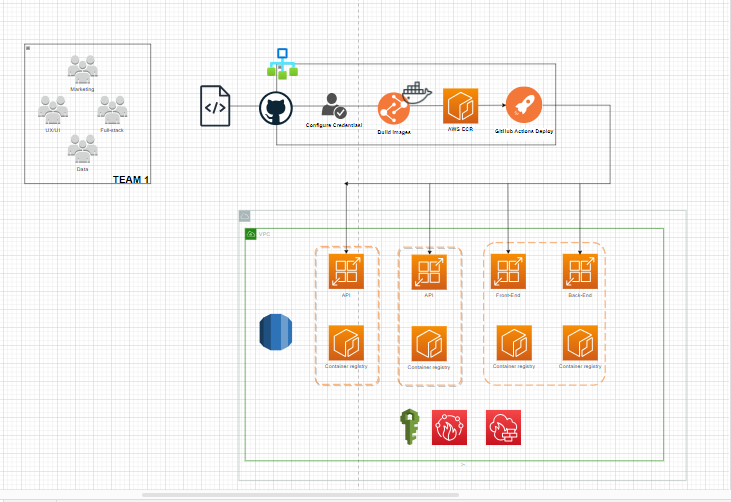 Marketing
UX/UI
Full-stack
Data
TEAM 1
</>
Configure Credential
Build Images
AWS ECR
GitHub Actions Deploy
VPC
API
API
Front-End
Back-End
Container registry
Container registry
Container registry
Container registry